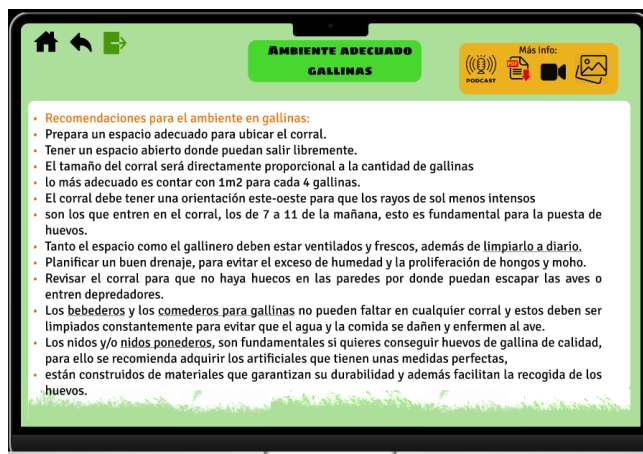 AMBIENTE ADECUADO
GALLINAS
Más info:
PODCAST
PDF
• Recomendaciones para el ambiente en gallinas:
• Prepara un espacio adecuado para ubicar el corral.
• Tener un espacio abierto donde puedan salir libremente.
• El tamaño del corral será directamente proporcional a la cantidad de gallinas
• lo más adecuado es contar con 1m2 para cada 4 gallinas.
• El corral debe tener una orientación este-oeste para que los rayos de sol menos intensos
• son los que entren en el corral, los de 7 a 11 de la mañana, esto es fundamental para la puesta de
huevos.
• Tanto el espacio como el gallinero deben estar ventilados y frescos, además de limpiarlo a diario.
• Planificar un buen drenaje, para evitar el exceso de humedad y la proliferación de hongos y moho.
• Revisar el corral para que no haya huecos en las paredes por donde puedan escapar las aves o
entren depredadores.
• Los bebederos y los comederos para gallinas no pueden faltar en cualquier corral y estos deben ser
limpiados constantemente para evitar que el agua y la comida se dañen y enfermen al ave.
• Los nidos y/o nidos ponederos, son fundamentales si quieres conseguir huevos de gallina de calidad,
para ello se recomienda adquirir los artificiales que tienen unas medidas perfectas,
• están construidos de materiales que garantizan su durabilidad y además facilitan la recogida de los
huevos.